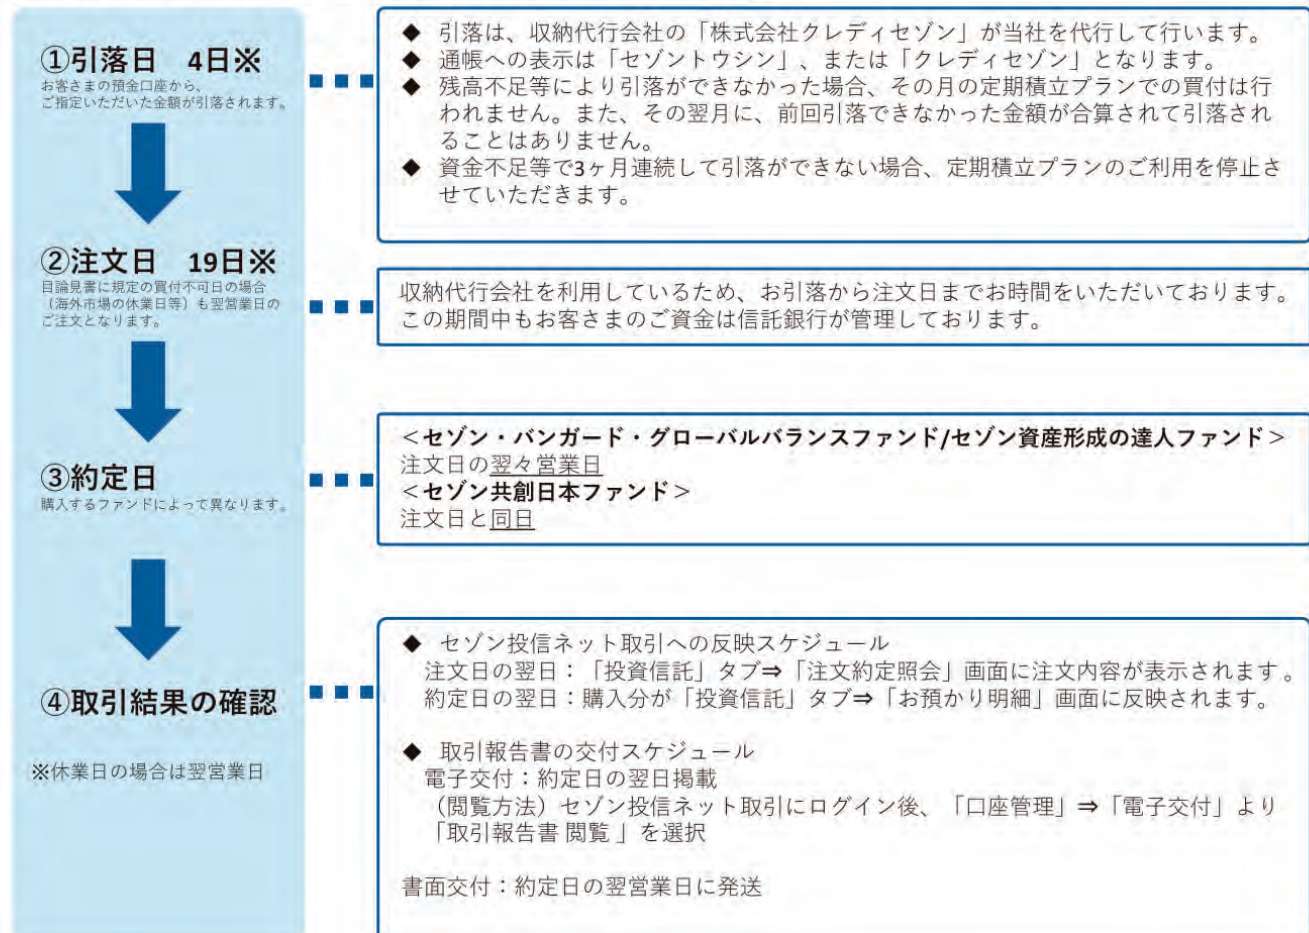 ①引落日 4日※
お客さまの預金口座から、
ご指定いただいた金額が引落されます。
◆ 引落は、収納代行会社の「株式会社クレディセゾン」が当社を代行して行います。
◆ 通帳への表示は「セゾントウシン」、または「クレディセゾン」となります。
◆ 残高不足等により引落ができなかった場合、その月の定期積立プランでの買付は行
われません。また、その翌月に、前回引落できなかった金額が合算されて引落され
ることはありません。
◆ 資金不足等で3ヶ月連続して引落ができない場合、定期積立プランのご利用を停止さ
せていただきます。
②注文日 19日※
目論見書に規定の買付不可日の場合
（海外市場の休業日等）も翌営業日の
ご注文となります。
収納代行会社を利用しているため、お引落から注文日までお時間をいただいております。
この期間中もお客さまのご資金は信託銀行が管理しております。
③約定日
購入するファンドによって異なります。
＜セゾン・バンガード・グローバルバランスファンド/セゾン資産形成の達人ファンド＞
注文日の翌々営業日
＜セゾン共創日本ファンド＞
注文日と同日
④取引結果の確認
※休業日の場合は翌営業日
◆ セゾン投信ネット取引への反映スケジュール
注文日の翌日：「投資信託」タブ⇒「注文約定照会」画面に注文内容が表示されます。
約定日の翌日：購入分が「投資信託」タブ⇒「お預かり明細」画面に反映されます。
◆ 取引報告書の交付スケジュール
電子交付：約定日の翌日掲載
（閲覧方法）セゾン投信ネット取引にログイン後、「口座管理」⇒「電子交付」より
「取引報告書 閲覧 」を選択
書面交付：約定日の翌営業日に発送